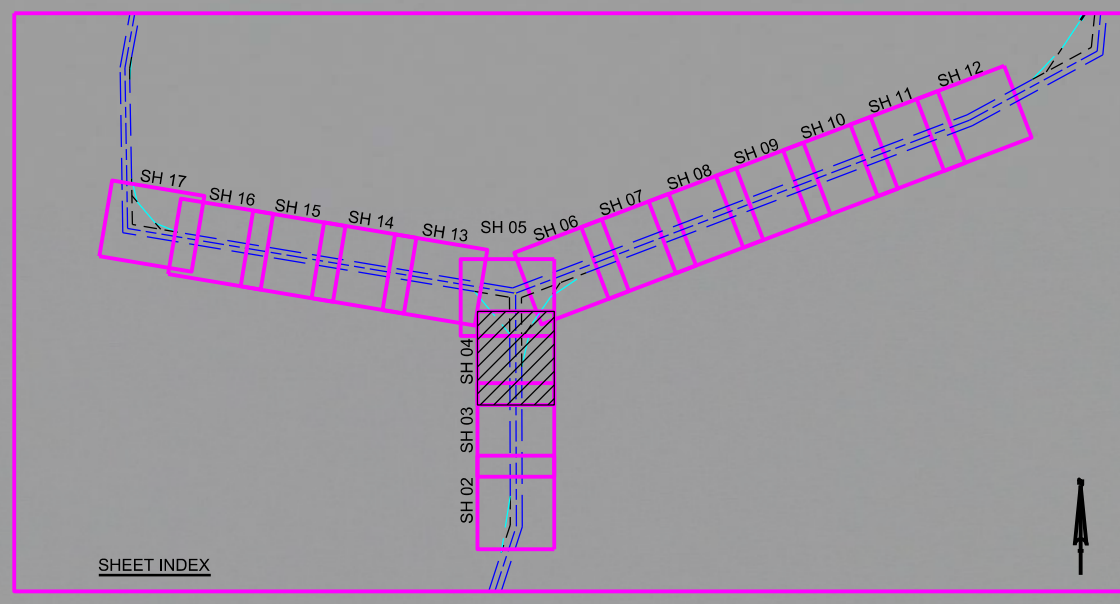 SH 12
SH 11
SH 10
SH 09
SH 08
SH 07
SH 06
SH 05
SH 17
SH 16
SH 15
SH 14
SH 13
SH 04
SH 03
SH 02
SHEET INDEX